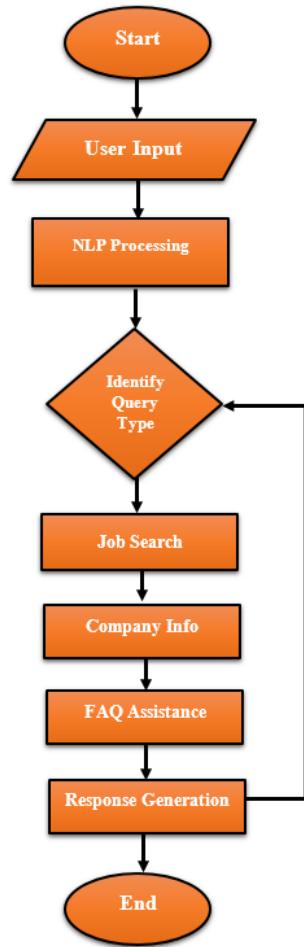 Start
User Input
NLP Processing
Identify
Query
Type
Job Search
Company Info
FAQ Assistance
Response Generation
End